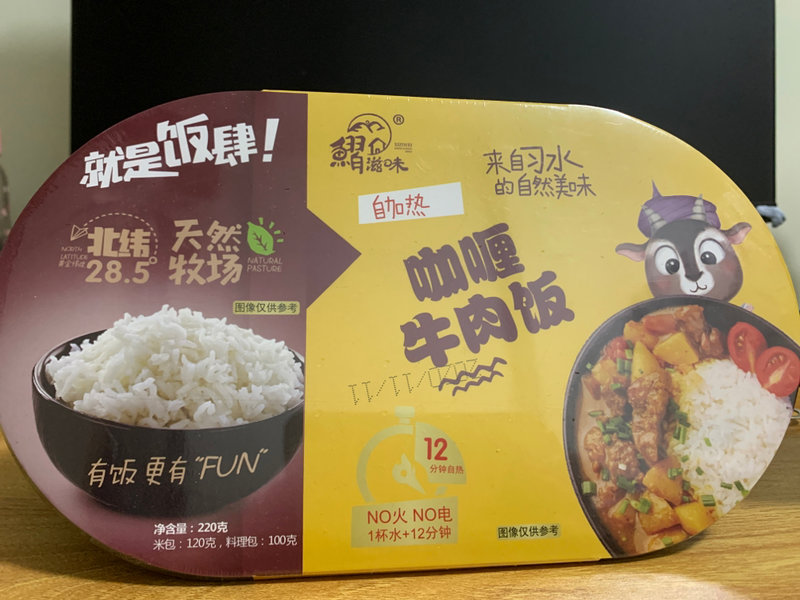 就是饭肆!
北纬°
28.5
NORTH
LATITUDE
天然
牧场
NATURAL
PASTURE
图像仅供参考
有饭 更有 "FUN"
净含量：220克
米包：120克，料理包：100克
®
滋味
自加热
来自习水
的自然美味
咖喱
牛肉饭
12
分钟自热
NO火 NO电
1杯水+12分钟
图像仅供参考